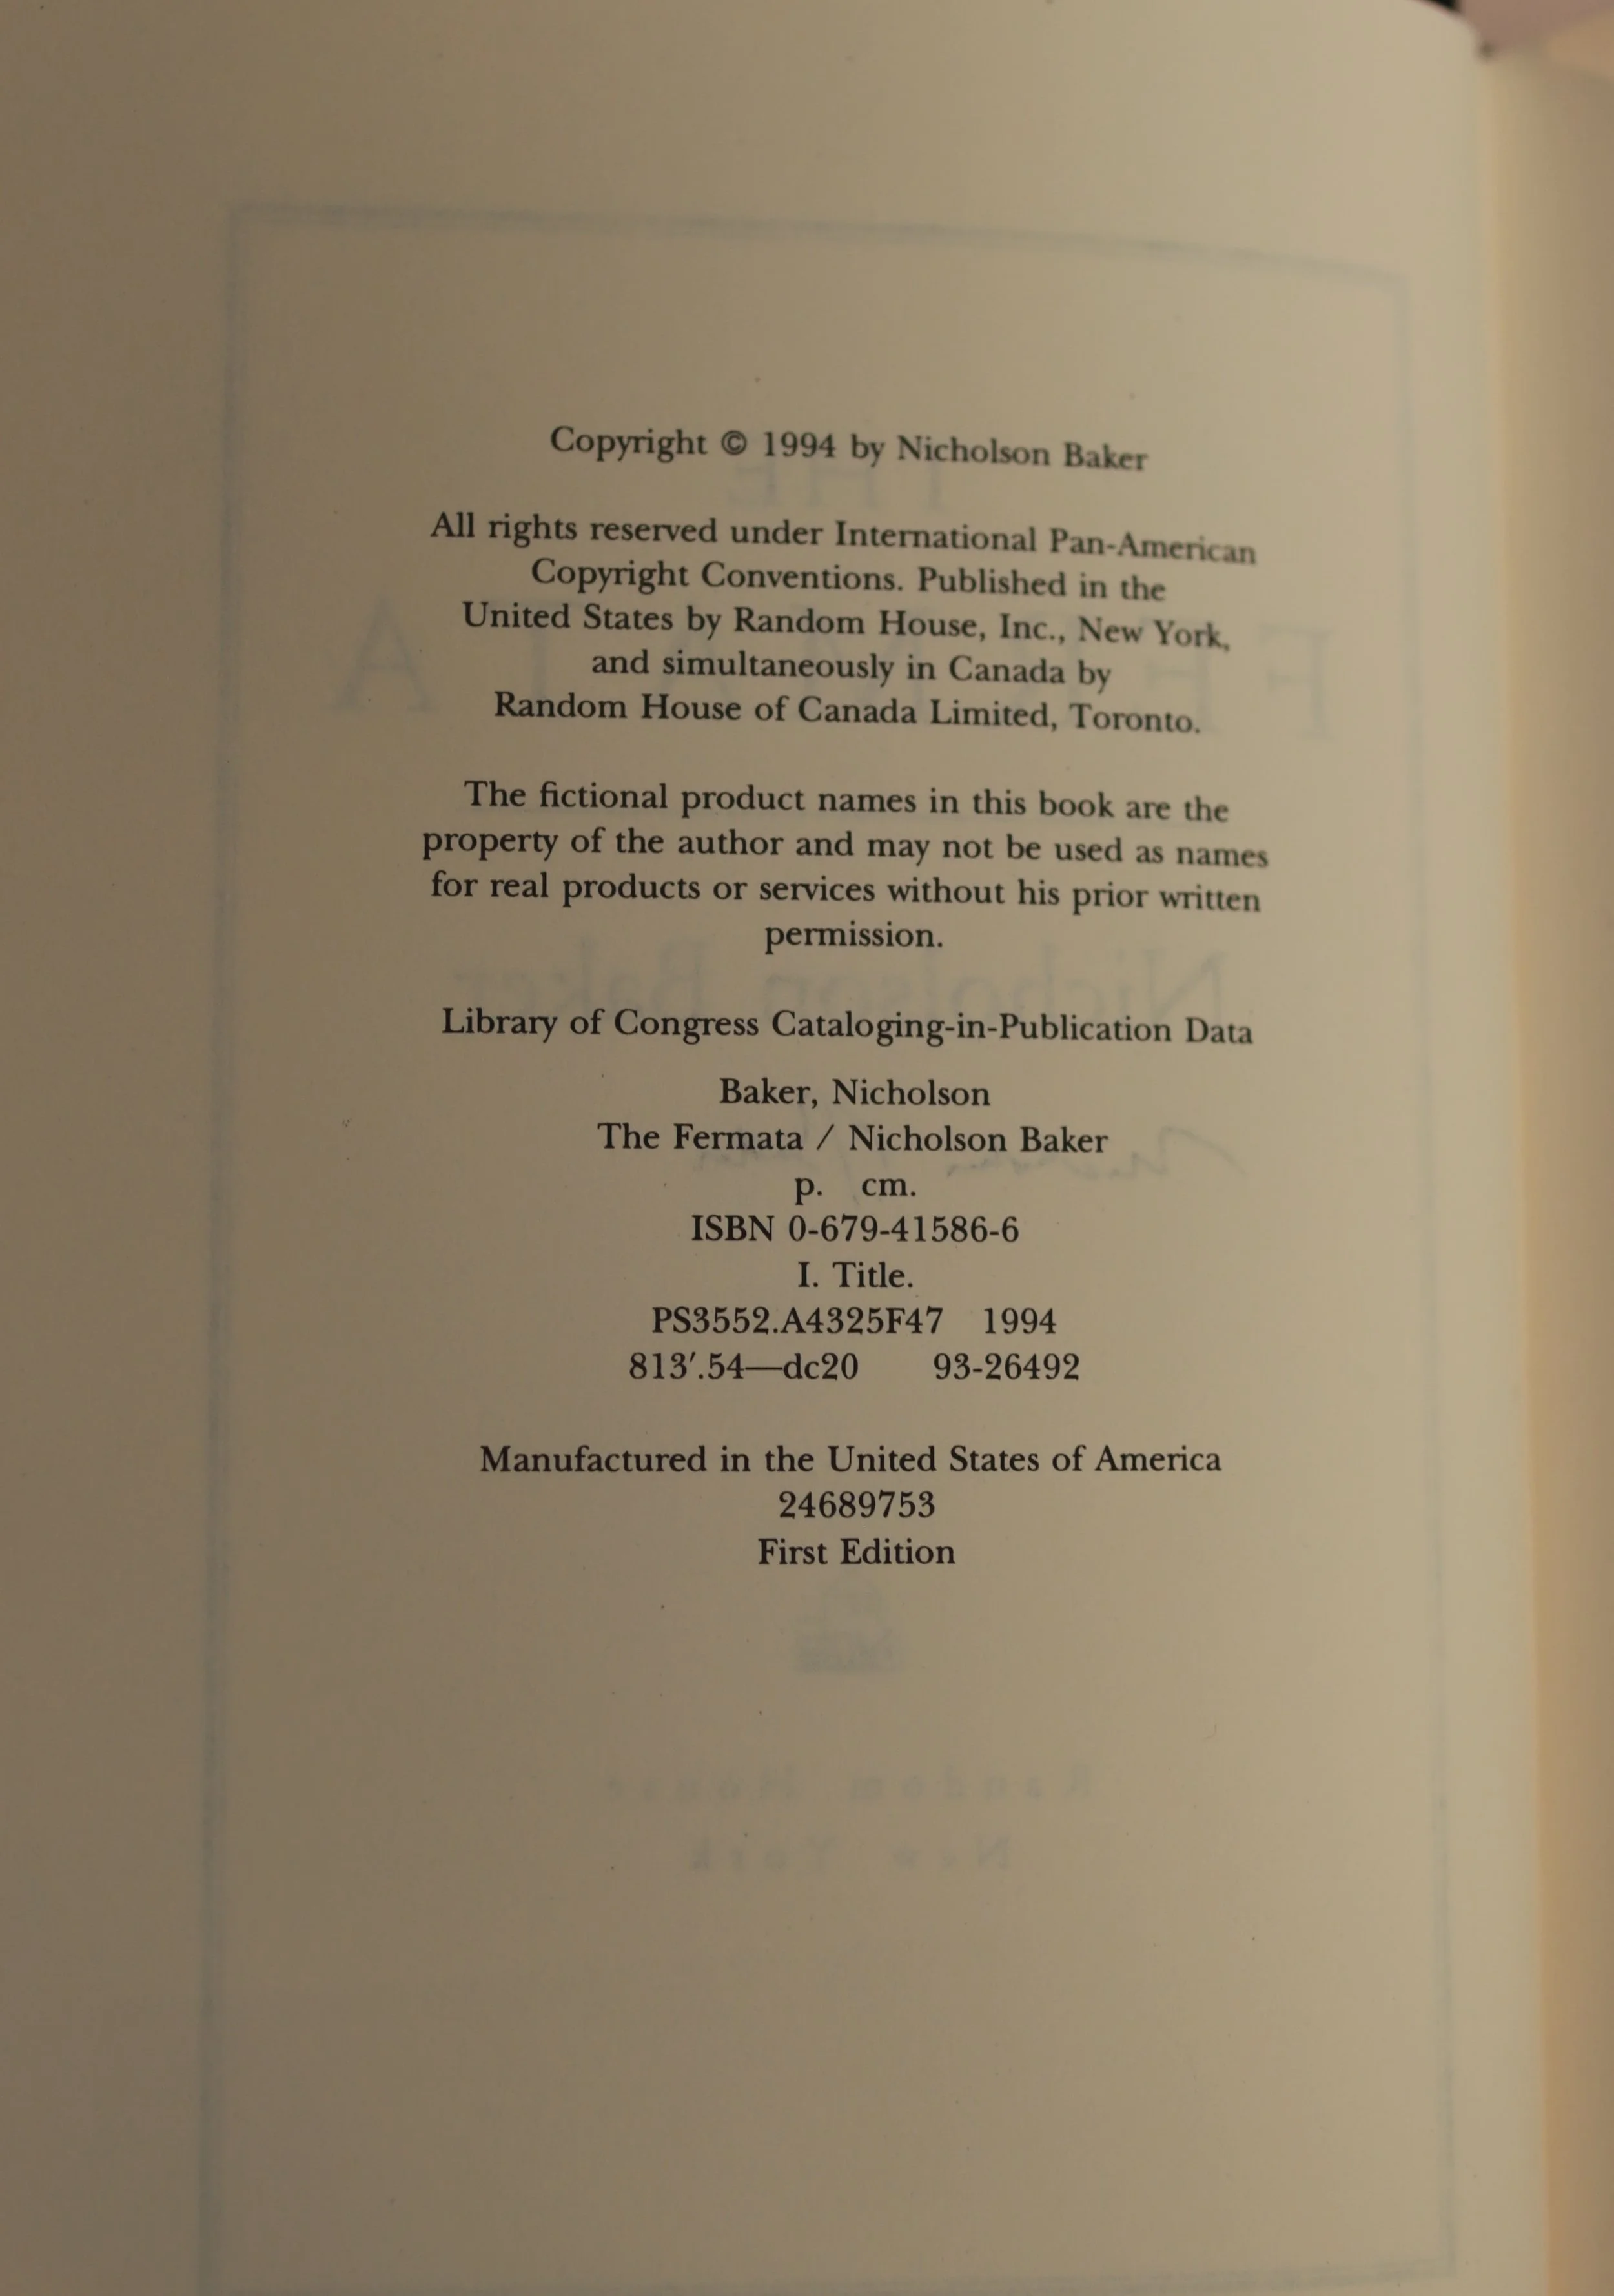 Copyright © 1994 by Nicholson Baker
All rights reserved under International Pan-American
Copyright Conventions. Published in the
United States by Random House, Inc., New York,
and simultaneously in Canada by
Random House of Canada Limited, Toronto.
The fictional product names in this book are the
property of the author and may not be used as names
for real products or services without his prior written
permission.
Library of Congress Cataloging-in-Publication Data
Baker, Nicholson
The Fermata / Nicholson Baker
p. cm.
ISBN 0-679-41586-6
I. Title.
PS3552.A4325F47 1994
813′.54—dc20 93-26492
Manufactured in the United States of America
24689753
First Edition